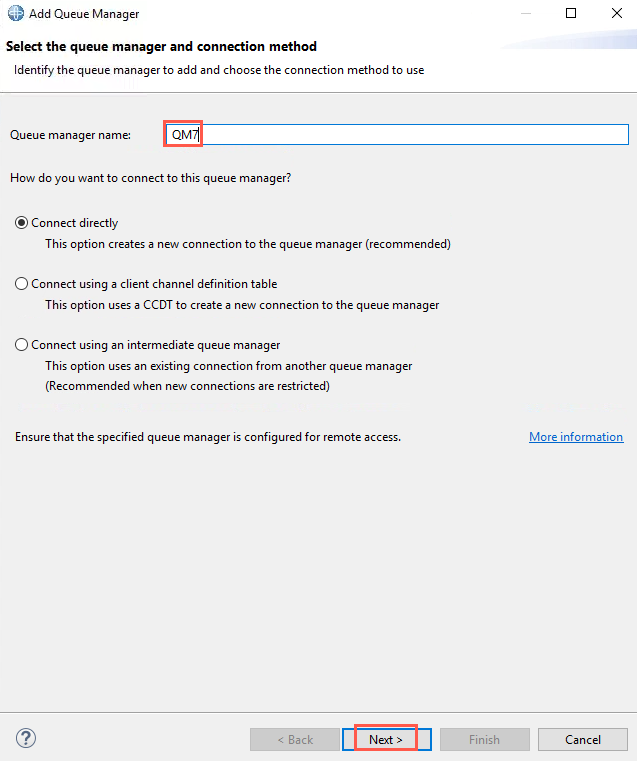 Add Queue Manager
Select the queue manager and connection method
Identify the queue manager to add and choose the connection method to use
Queue manager name: QM7
How do you want to connect to this queue manager?
Connect directly
This option creates a new connection to the queue manager (recommended)
Connect using a client channel definition table
This option uses a CCDT to create a new connection to the queue manager
Connect using an intermediate queue manager
This option uses an existing connection from another queue manager
(Recommended when new connections are restricted)
Ensure that the specified queue manager is configured for remote access. More information
? < Back Next > Finish Cancel